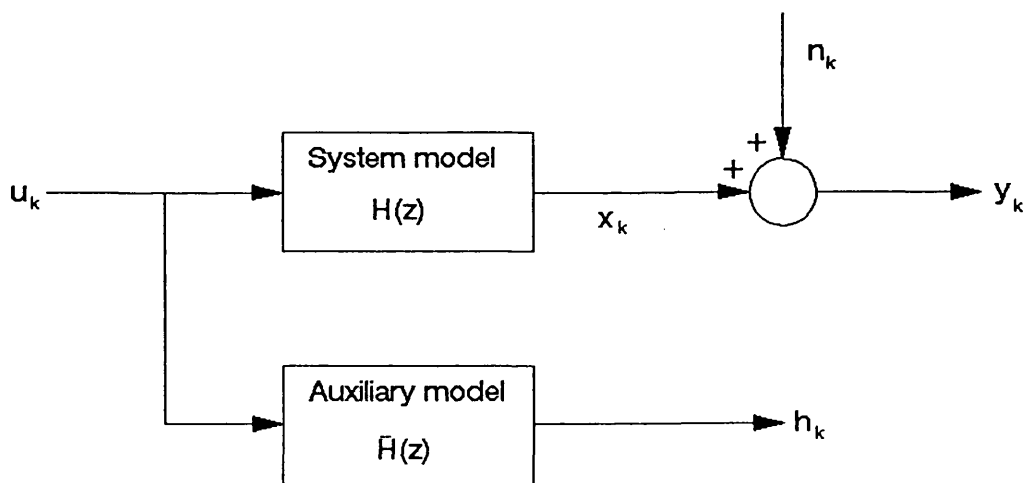 n_k
+
+
System model
H(z)
u_k
x_k
y_k
Auxiliary model
H̄(z)
h_k